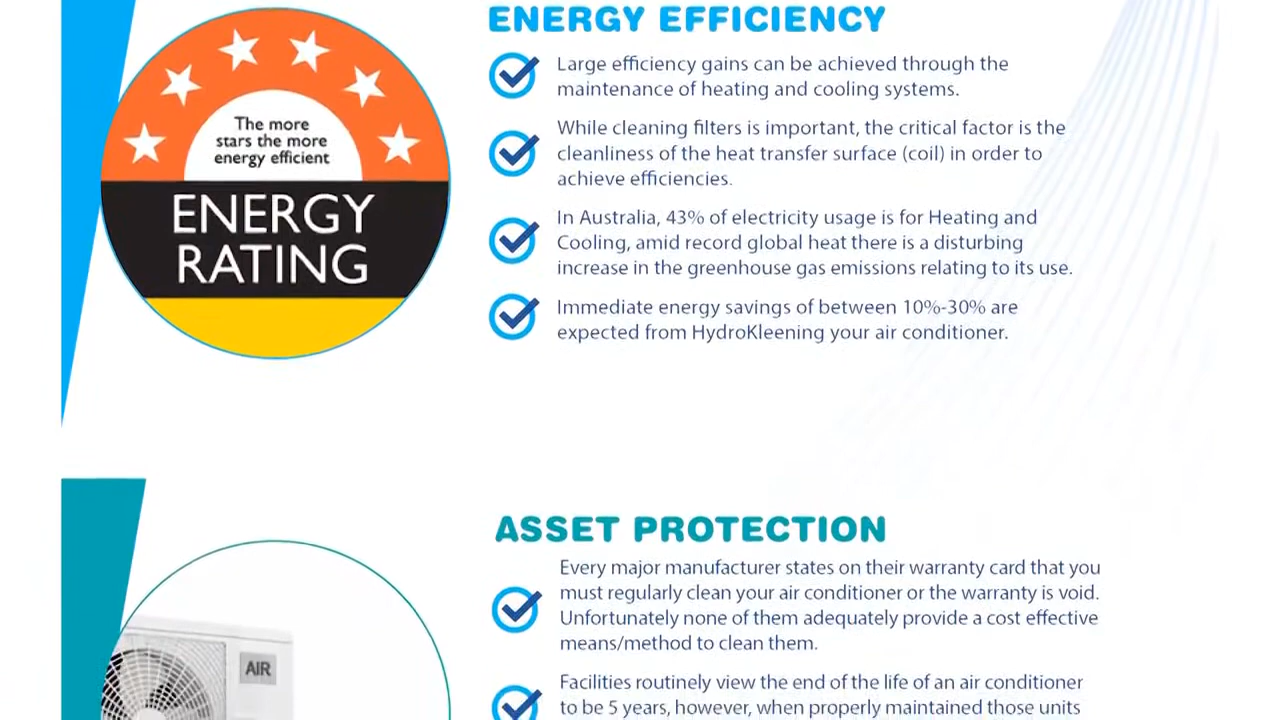 ENERGY EFFICIENCY
The more
stars the more
energy efficient
ENERGY
RATING
Large efficiency gains can be achieved through the
maintenance of heating and cooling systems.
While cleaning filters is important, the critical factor is the
cleanliness of the heat transfer surface (coil) in order to
achieve efficiencies.
In Australia, 43% of electricity usage is for Heating and
Cooling, amid record global heat there is a disturbing
increase in the greenhouse gas emissions relating to its use.
Immediate energy savings of between 10%-30% are
expected from HydroKleening your air conditioner.
ASSET PROTECTION
Every major manufacturer states on their warranty card that you
must regularly clean your air conditioner or the warranty is void.
Unfortunately none of them adequately provide a cost effective
means/method to clean them.
AIR
Facilities routinely view the end of the life of an air conditioner
to be 5 years, however, when properly maintained those units